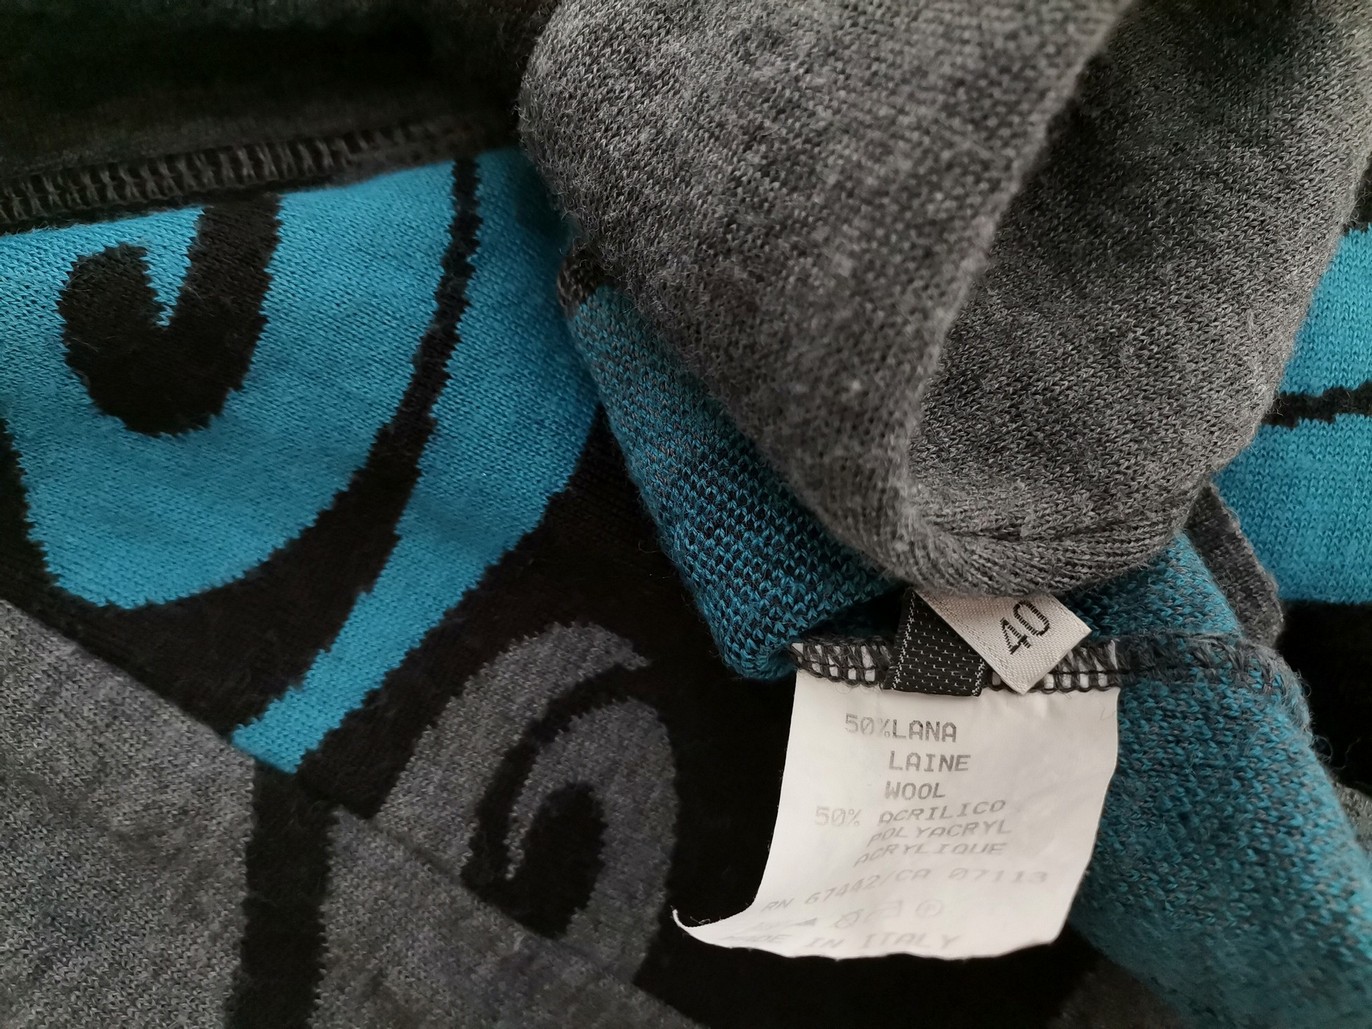 40
50%LANA
LAINE
WOOL
50% ACRILICO
POLYACRYL
ACRYLIQUE
RN 67442/CA 07113
MADE IN ITALY